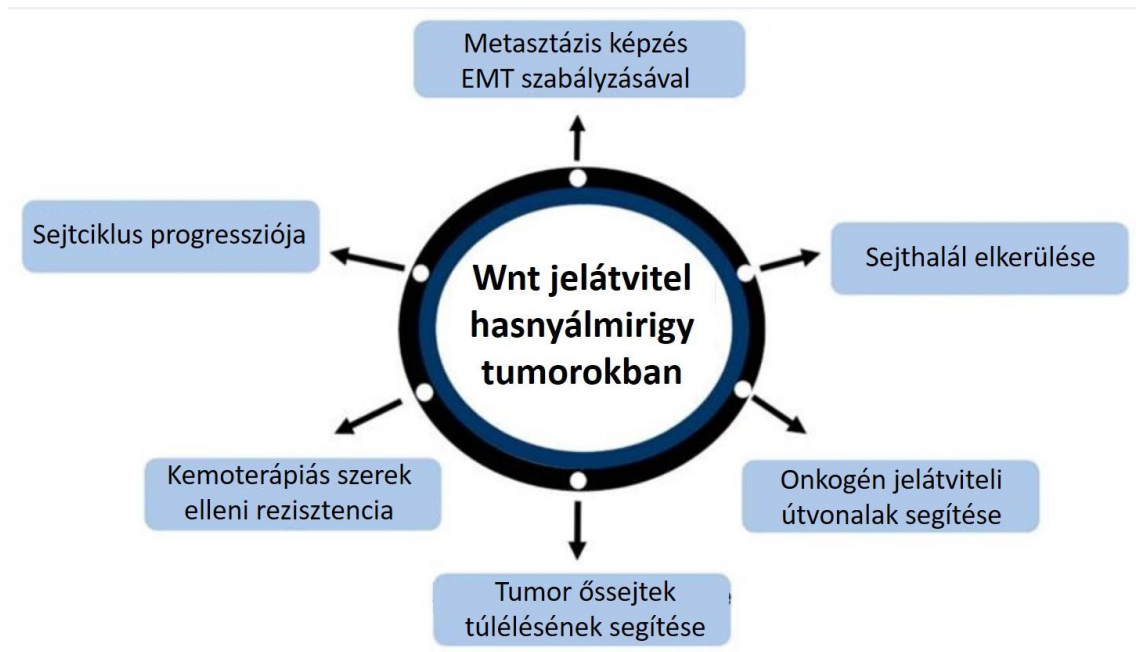 Metasztázis képzés
EMT szabályzásával
Sejtciklus progressziója
Sejthalál elkerülése
Wnt jelátvitel
hasnyálmirigy
tumorokban
Kemoterápiás szerek
elleni rezisztencia
Onkogén jelátviteli
útvonalak segítése
Tumor őssejtek
túlélésének segítése